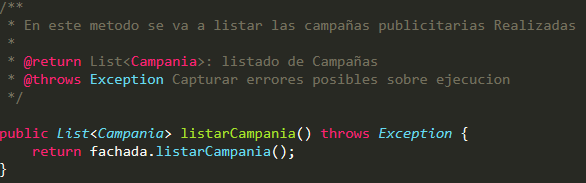 /**
 * En este metodo se va a listar las campañas publicitarias Realizadas
 *
 * @return List<Campania>: listado de Campañas
 * @throws Exception Capturar errores posibles sobre ejecucion
 */
public List<Campania> listarCampania() throws Exception {
    return fachada.listarCampania();
}